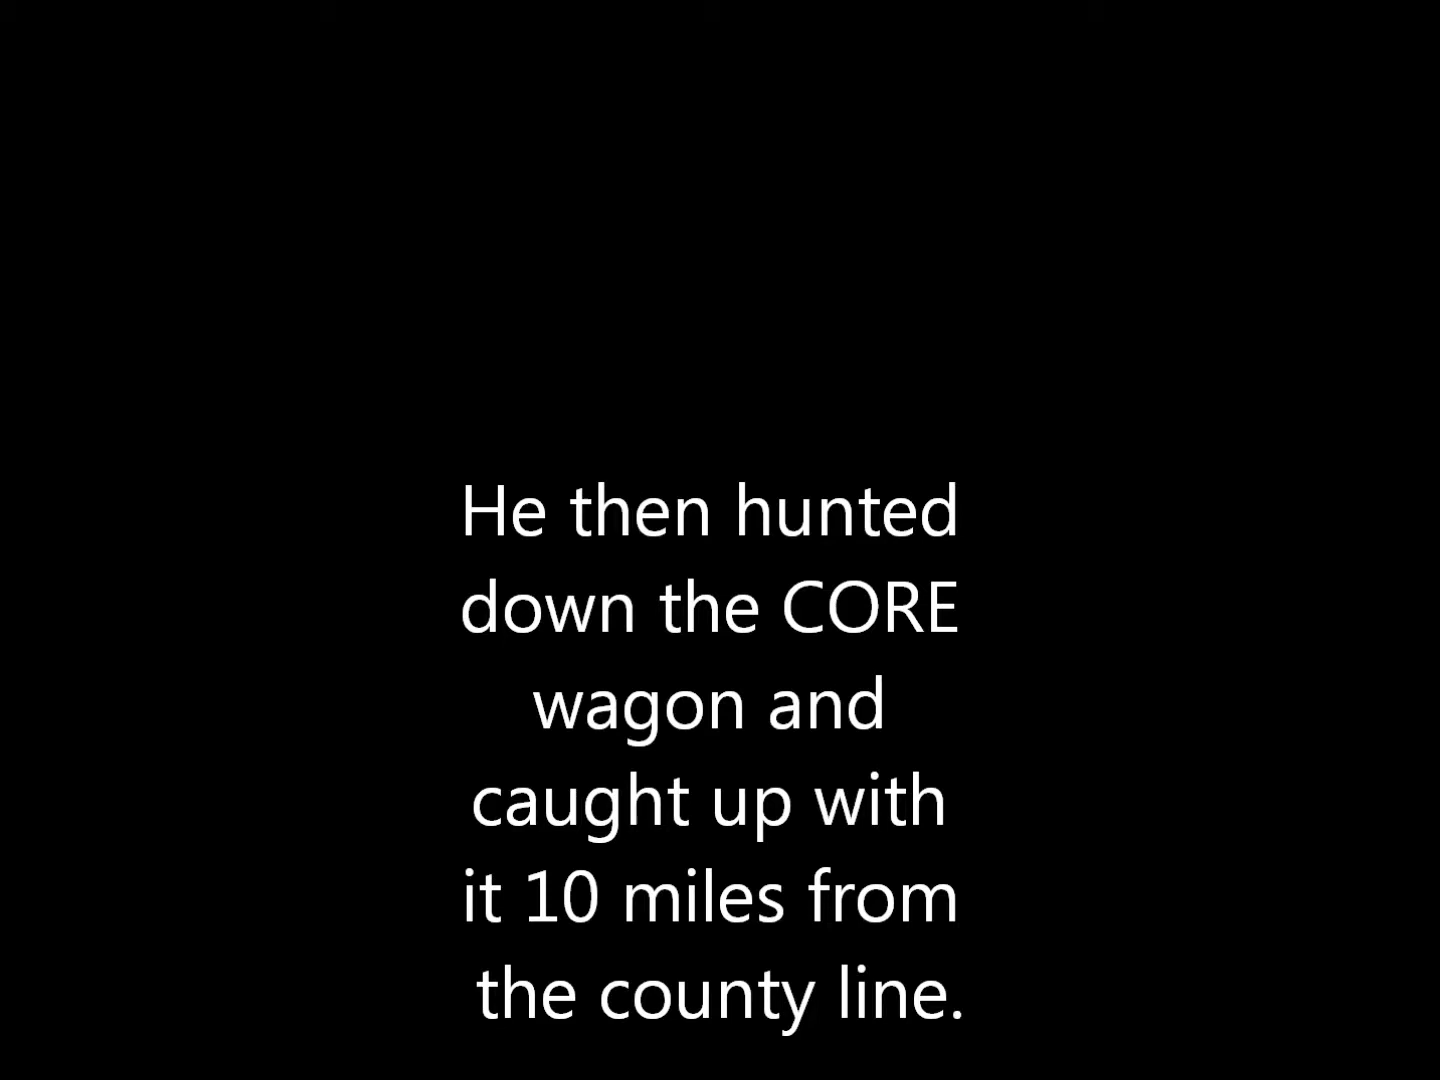 He then hunted
down the CORE
wagon and
caught up with
it 10 miles from
the county line.